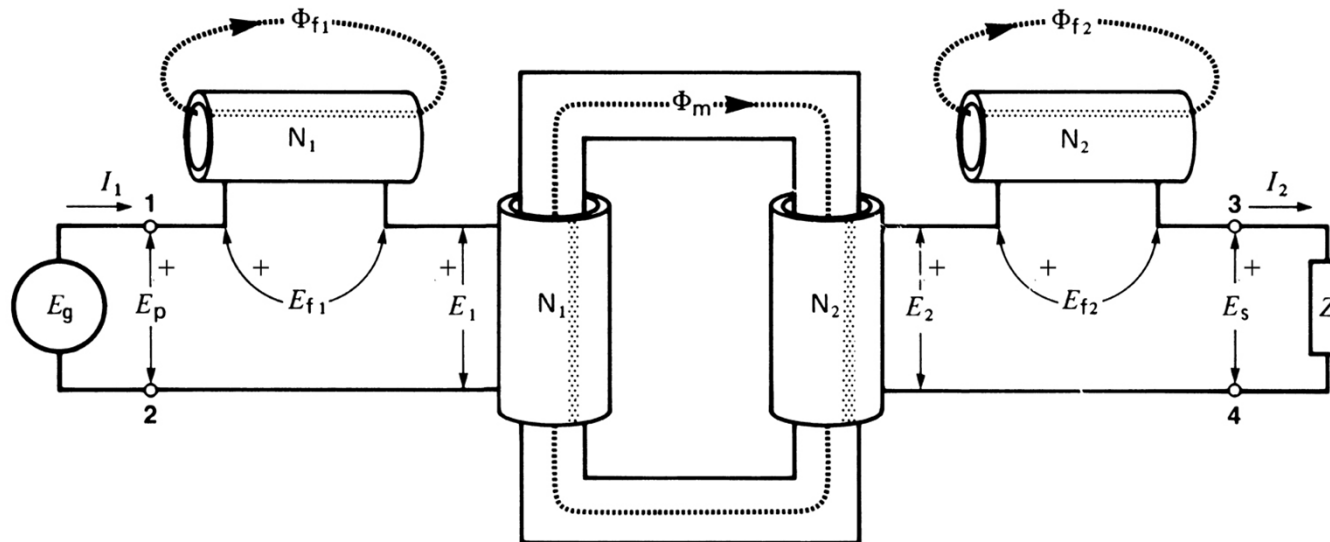 Φf1
Φf2
Φm
N1
N2
I1
1
3
I2
+
+
+
+
+
+
Eg
Ep
Ef1
E1
N1
N2
E2
Ef2
Es
Z
2
4